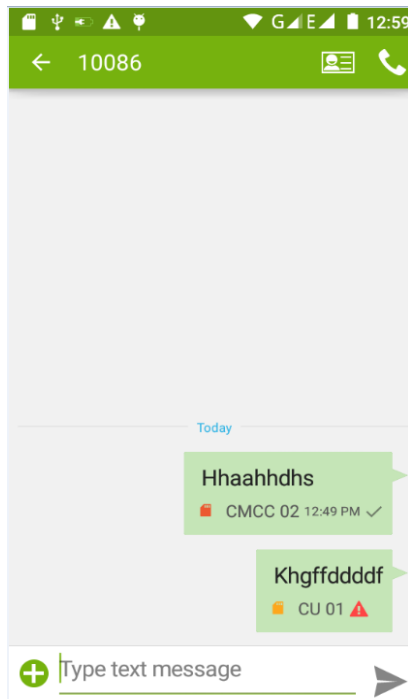 G E 12:59
10086
Today
Hhaahhdhs
CMCC 02 12:49 PM
Khgffddddf
CU 01
Type text message